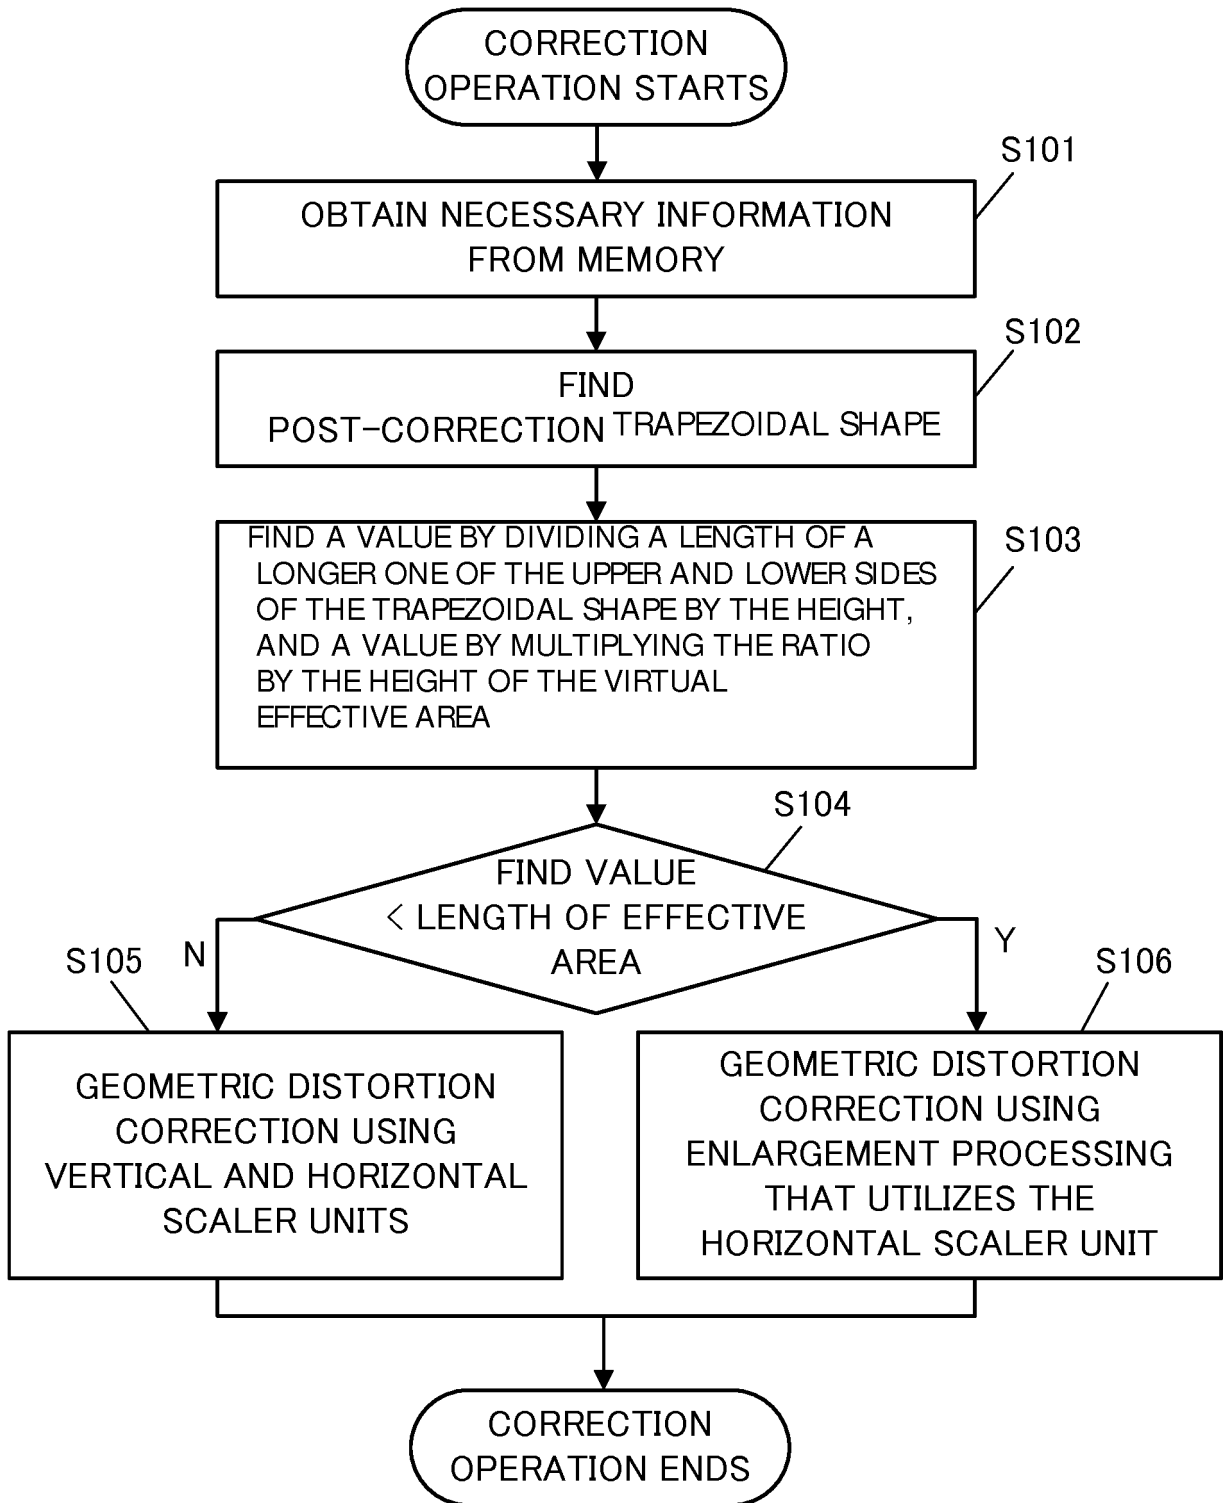 CORRECTION
OPERATION STARTS
S101
OBTAIN NECESSARY INFORMATION
FROM MEMORY
S102
FIND
POST-CORRECTION TRAPEZOIDAL SHAPE
S103
FIND A VALUE BY DIVIDING A LENGTH OF A
LONGER ONE OF THE UPPER AND LOWER SIDES
OF THE TRAPEZOIDAL SHAPE BY THE HEIGHT,
AND A VALUE BY MULTIPLYING THE RATIO
BY THE HEIGHT OF THE VIRTUAL
EFFECTIVE AREA
S104
FIND VALUE
< LENGTH OF EFFECTIVE
AREA
N
Y
S105
GEOMETRIC DISTORTION
CORRECTION USING
VERTICAL AND HORIZONTAL
SCALER UNITS
S106
GEOMETRIC DISTORTION
CORRECTION USING
ENLARGEMENT PROCESSING
THAT UTILIZES THE
HORIZONTAL SCALER UNIT
CORRECTION
OPERATION ENDS